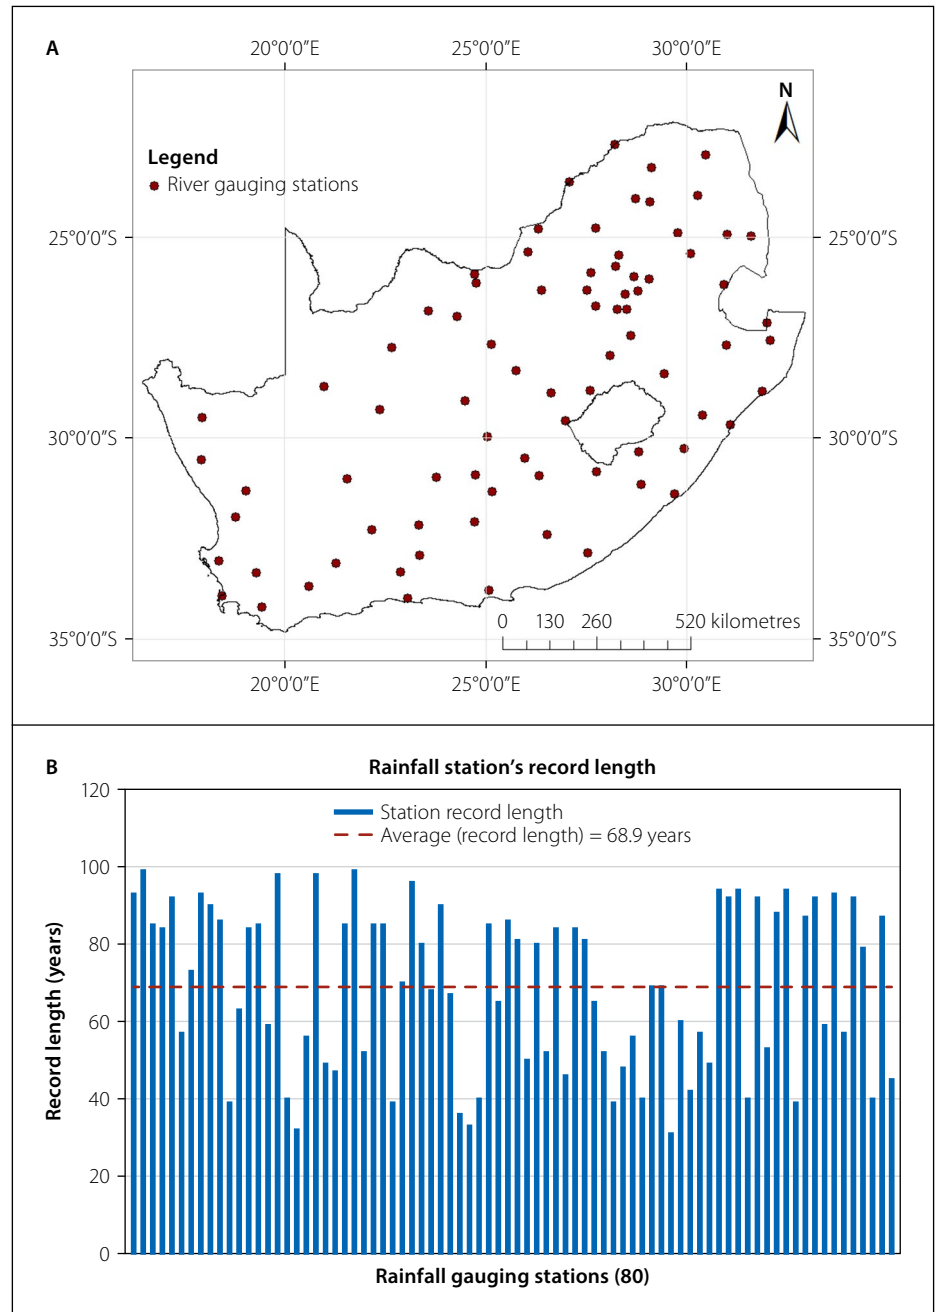 A
20°0′0″E 25°0′0″E 30°0′0″E
N
Legend
River gauging stations
25°0′0″S 25°0′0″S
30°0′0″S 30°0′0″S
0 130 260 520 kilometres
35°0′0″S 35°0′0″S
20°0′0″E 25°0′0″E 30°0′0″E
B
Rainfall station’s record length
120
Station record length
Average (record length) = 68.9 years
100
80
60
40
20
0
Record length (years)
Rainfall gauging stations (80)